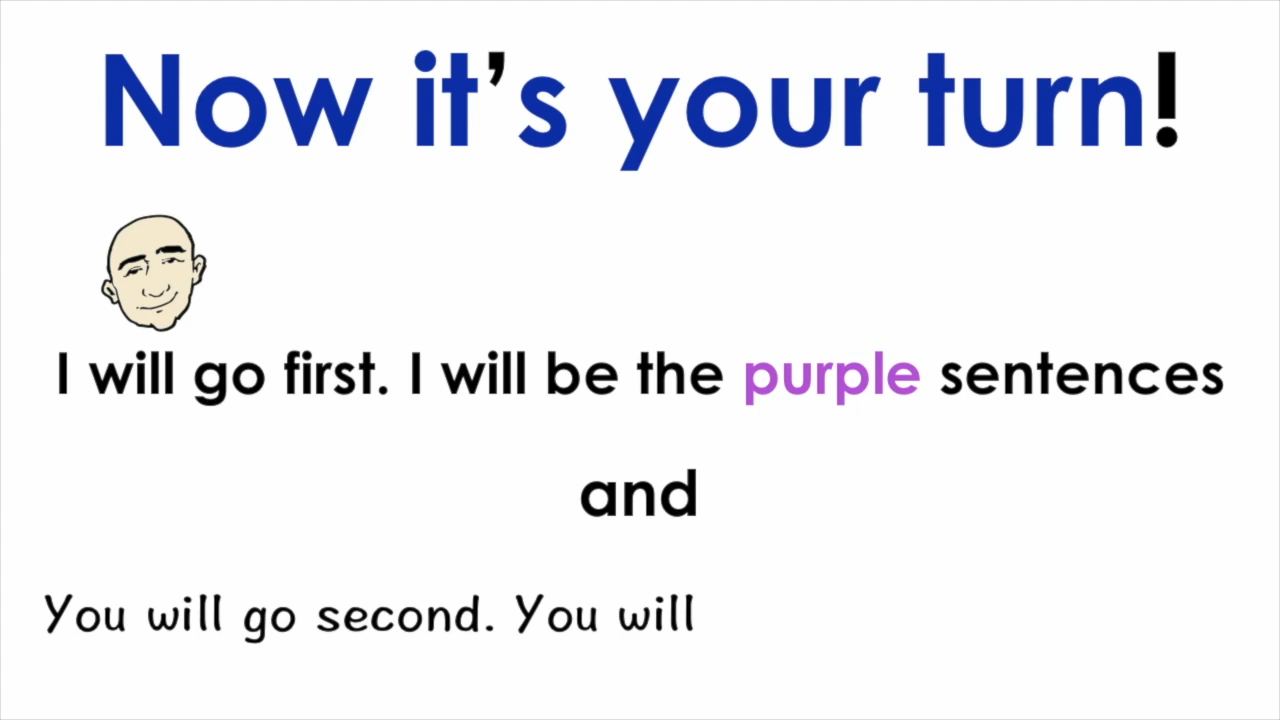 Now it’s your turn!
I will go first. I will be the purple sentences
and
You will go second. You will